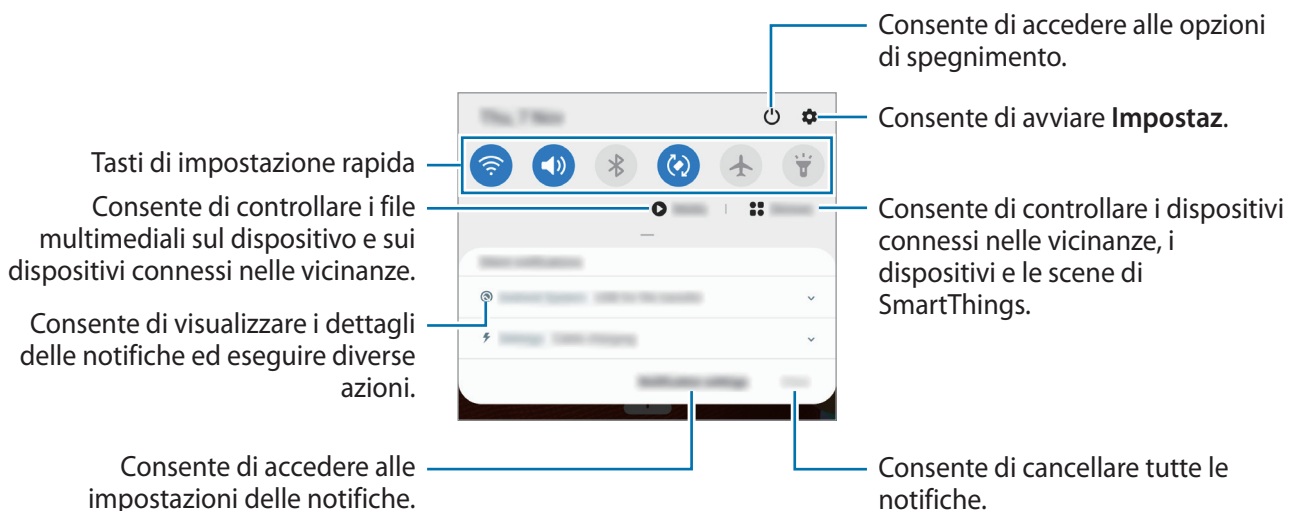 Consente di accedere alle opzioni
di spegnimento.
Consente di avviare Impostaz.
Tasti di impostazione rapida
Consente di controllare i file
multimediali sul dispositivo e sui
dispositivi connessi nelle vicinanze.
Consente di controllare i dispositivi
connessi nelle vicinanze, i
dispositivi e le scene di
SmartThings.
Consente di visualizzare i dettagli
delle notifiche ed eseguire diverse
azioni.
Consente di accedere alle
impostazioni delle notifiche.
Consente di cancellare tutte le
notifiche.